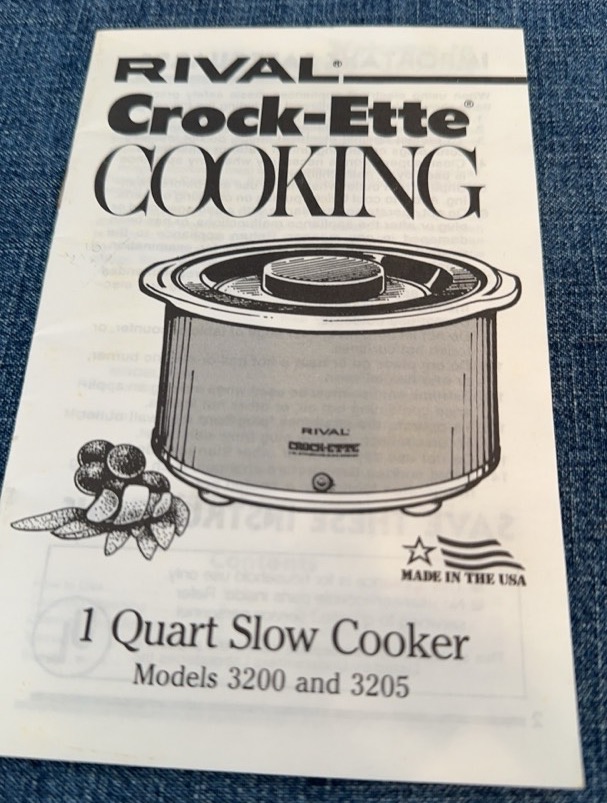 RIVAL®
Crock-Ette®
COOKING
RIVAL
CROCK-ETTE
MADE IN THE USA
1 Quart Slow Cooker
Models 3200 and 3205